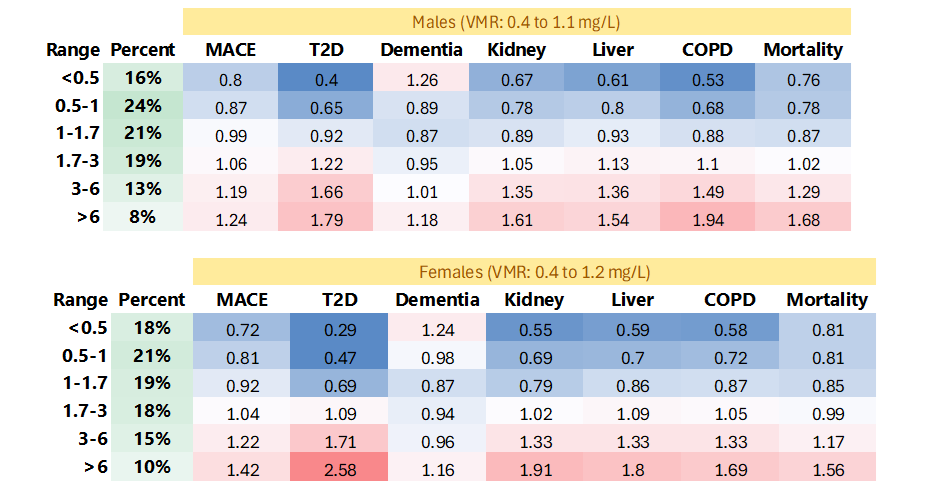 Males (VMR: 0.4 to 1.1 mg/L)
Range Percent MACE T2D Dementia Kidney Liver COPD Mortality
<0.5 16% 0.8 0.4 1.26 0.67 0.61 0.53 0.76
0.5-1 24% 0.87 0.65 0.89 0.78 0.8 0.68 0.78
1-1.7 21% 0.99 0.92 0.87 0.89 0.93 0.88 0.87
1.7-3 19% 1.06 1.22 0.95 1.05 1.13 1.1 1.02
3-6 13% 1.19 1.66 1.01 1.35 1.36 1.49 1.29
>6 8% 1.24 1.79 1.18 1.61 1.54 1.94 1.68
Females (VMR: 0.4 to 1.2 mg/L)
Range Percent MACE T2D Dementia Kidney Liver COPD Mortality
<0.5 18% 0.72 0.29 1.24 0.55 0.59 0.58 0.81
0.5-1 21% 0.81 0.47 0.98 0.69 0.7 0.72 0.81
1-1.7 19% 0.92 0.69 0.87 0.79 0.86 0.87 0.85
1.7-3 18% 1.04 1.09 0.94 1.02 1.09 1.05 0.99
3-6 15% 1.22 1.71 0.96 1.33 1.33 1.33 1.17
>6 10% 1.42 2.58 1.16 1.91 1.8 1.69 1.56